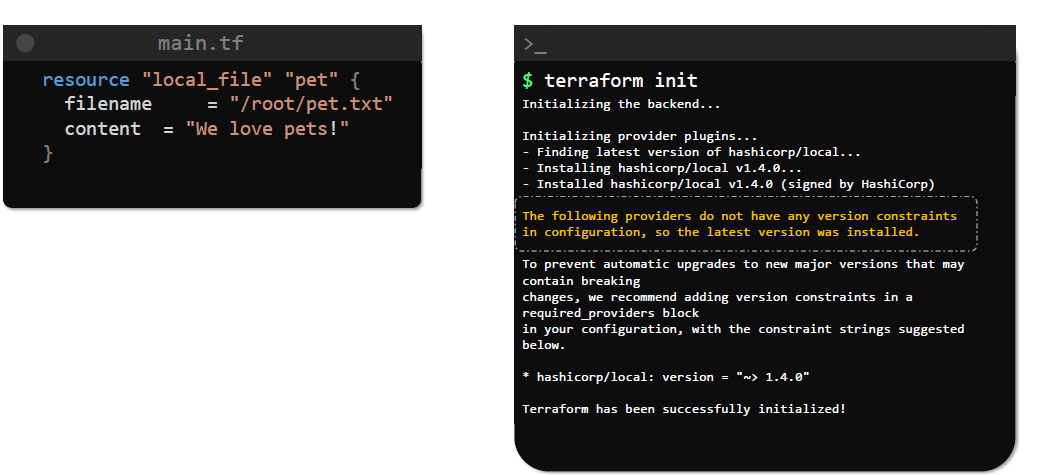 main.tf
resource "local_file" "pet" {
filename = "/root/pet.txt"
content = "We love pets!"
}
>_
$ terraform init
Initializing the backend...
Initializing provider plugins...
- Finding latest version of hashicorp/local...
- Installing hashicorp/local v1.4.0...
- Installed hashicorp/local v1.4.0 (signed by HashiCorp)
The following providers do not have any version constraints
in configuration, so the latest version was installed.
To prevent automatic upgrades to new major versions that may
contain breaking
changes, we recommend adding version constraints in a
required_providers block
in your configuration, with the constraint strings suggested
below.
* hashicorp/local: version = "~> 1.4.0"
Terraform has been successfully initialized!